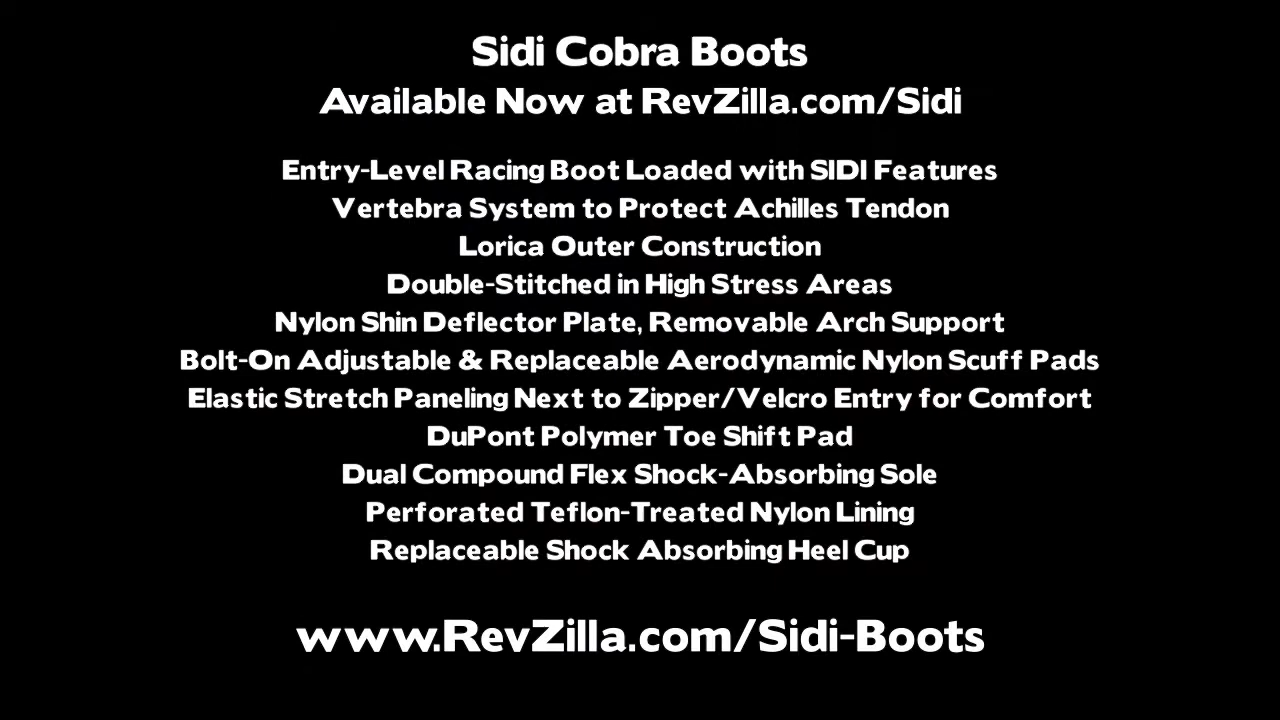 Sidi Cobra Boots
Available Now at RevZilla.com/Sidi
Entry-Level Racing Boot Loaded with SIDI Features
Vertebra System to Protect Achilles Tendon
Lorica Outer Construction
Double-Stitched in High Stress Areas
Nylon Shin Deflector Plate, Removable Arch Support
Bolt-On Adjustable & Replaceable Aerodynamic Nylon Scuff Pads
Elastic Stretch Paneling Next to Zipper/Velcro Entry for Comfort
DuPont Polymer Toe Shift Pad
Dual Compound Flex Shock-Absorbing Sole
Perforated Teflon-Treated Nylon Lining
Replaceable Shock Absorbing Heel Cup
www.RevZilla.com/Sidi-Boots